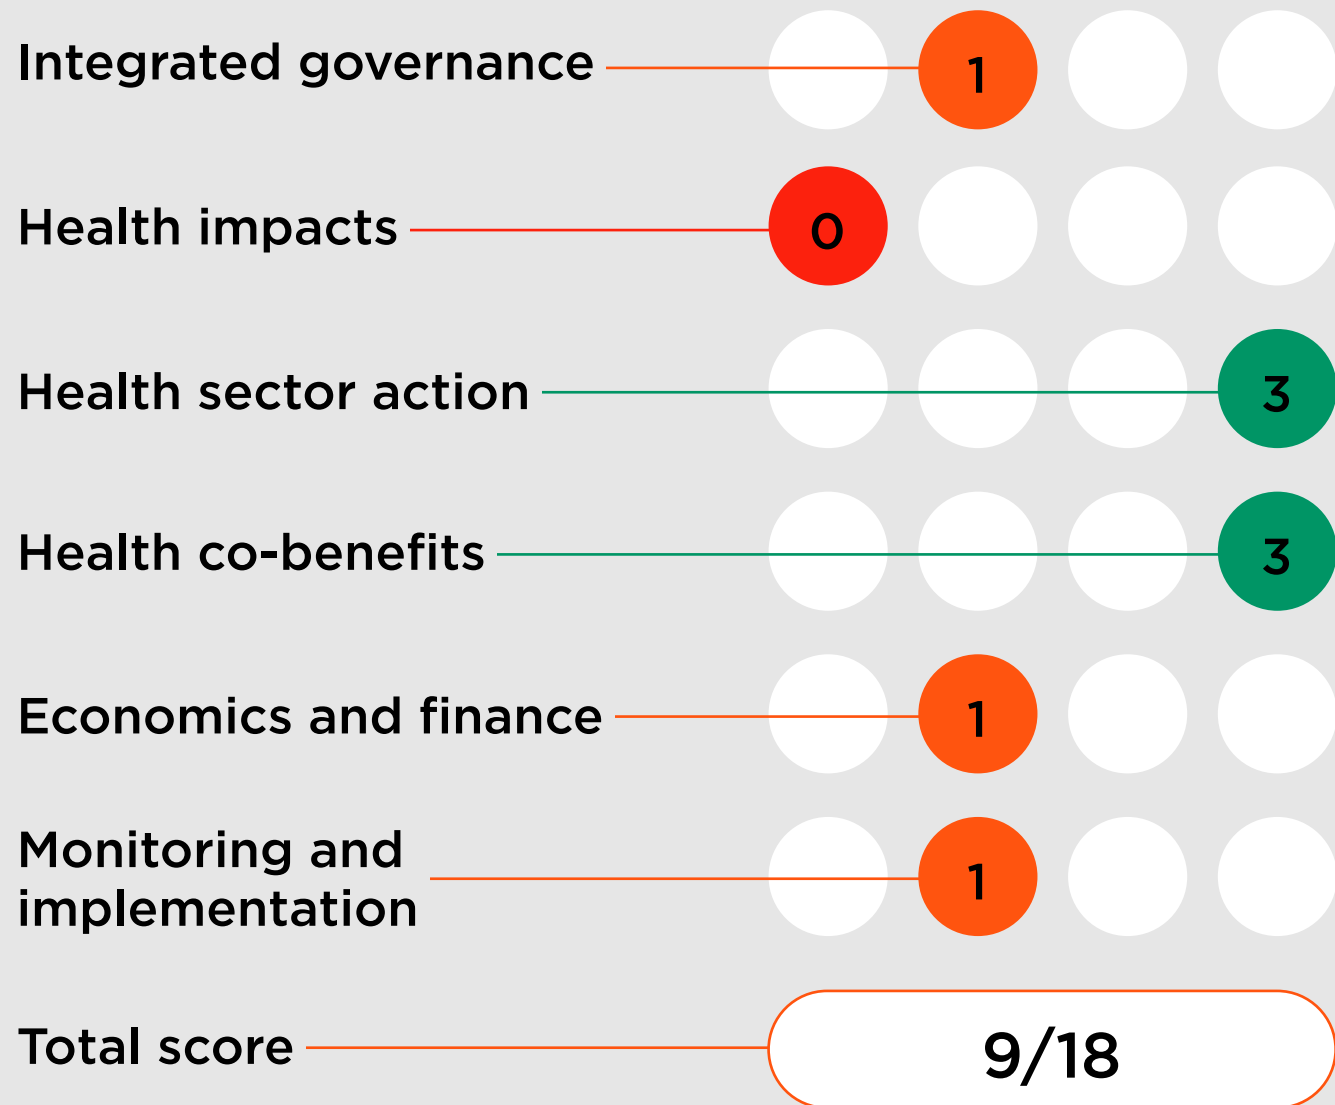 Integrated governance 1
Health impacts 0
Health sector action 3
Health co-benefits 3
Economics and finance 1
Monitoring and
implementation 1
Total score 9/18